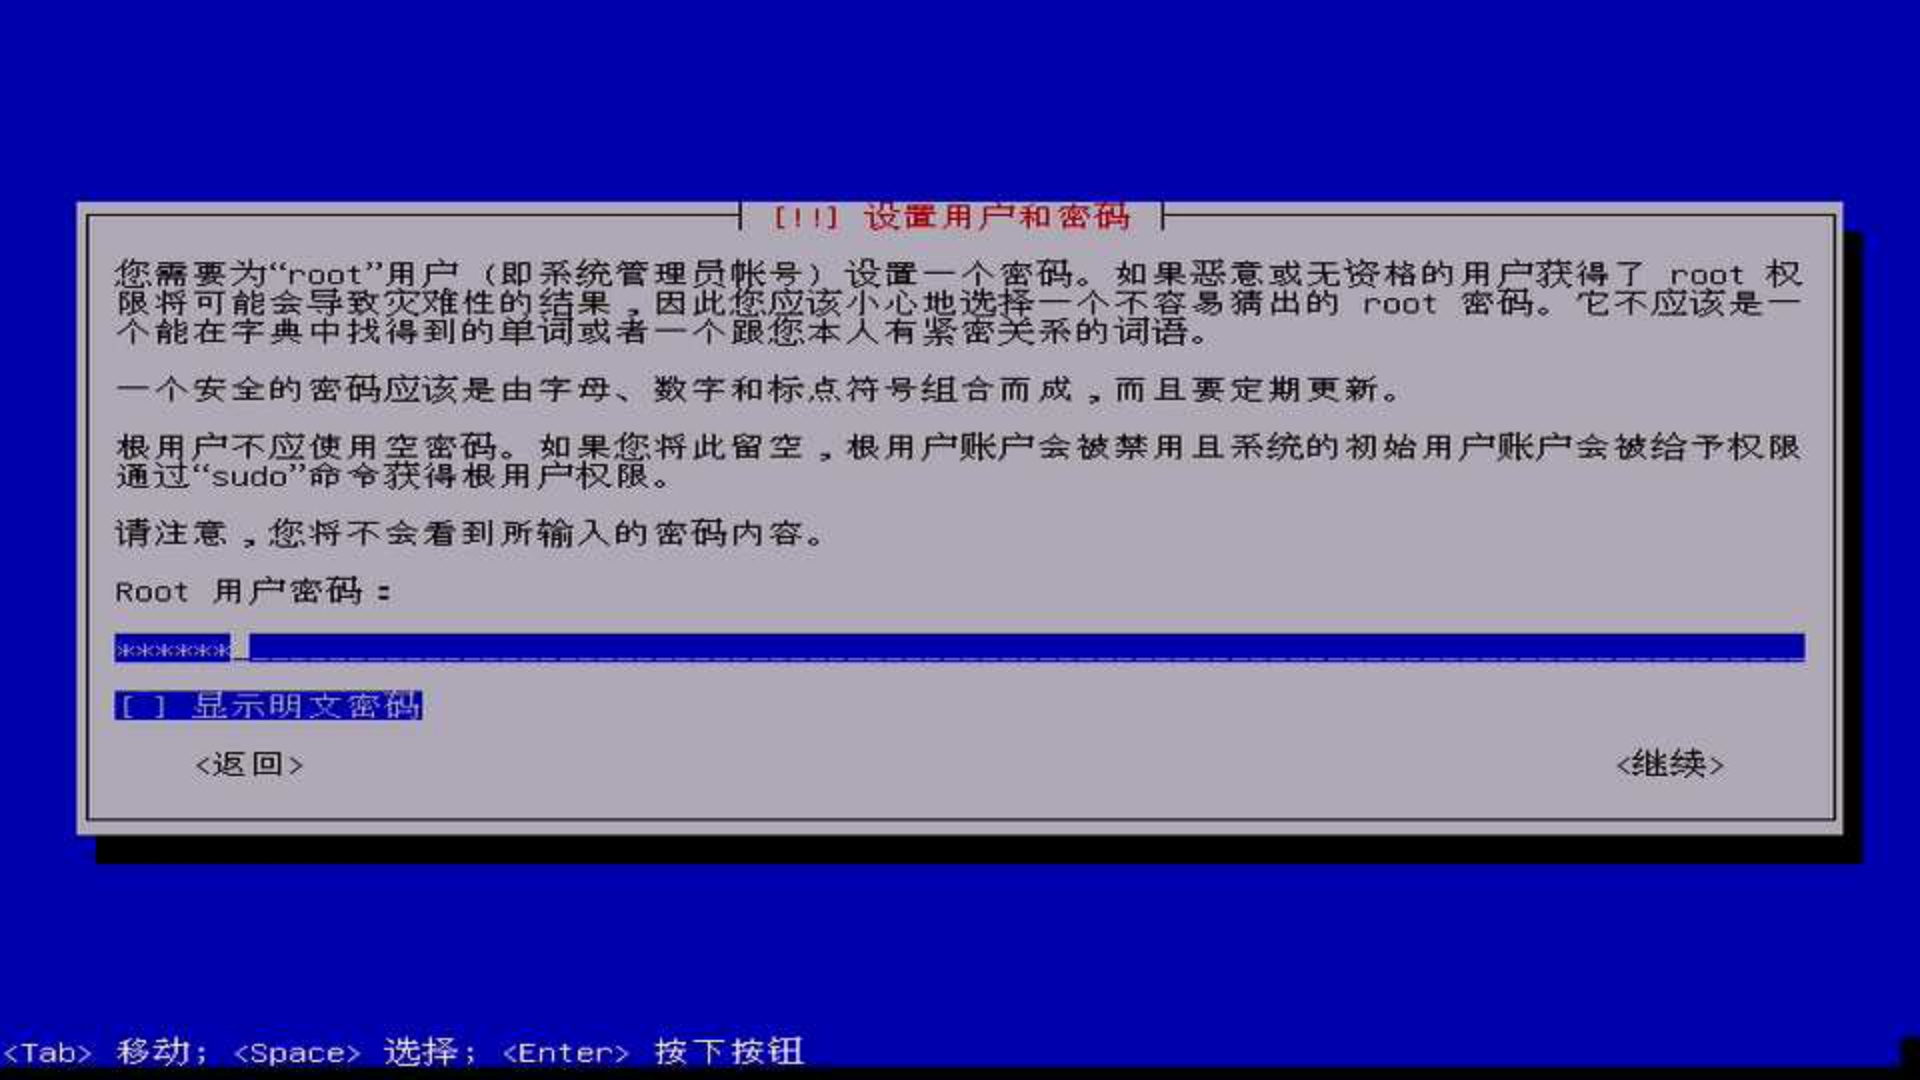 [!!] 设置用户和密码
您需要为“root”用户（即系统管理员帐号）设置一个密码。如果恶意或无资格的用户获得了 root 权
限将可能会导致灾难性的结果，因此您应该小心地选择一个不容易猜出的 root 密码。它不应该是一
个能在字典中找得到的单词或者一个跟您本人有紧密关系的词语。
一个安全的密码应该是由字母、数字和标点符号组合而成，而且要定期更新。
根用户不应使用空密码。如果您将此留空，根用户账户会被禁用且系统的初始用户账户会被给予权限
通过“sudo”命令获得根用户权限。
请注意，您将不会看到所输入的密码内容。
Root 用户密码：
******
[ ] 显示明文密码
<返回> <继续>
<Tab> 移动; <Space> 选择; <Enter> 按下按钮